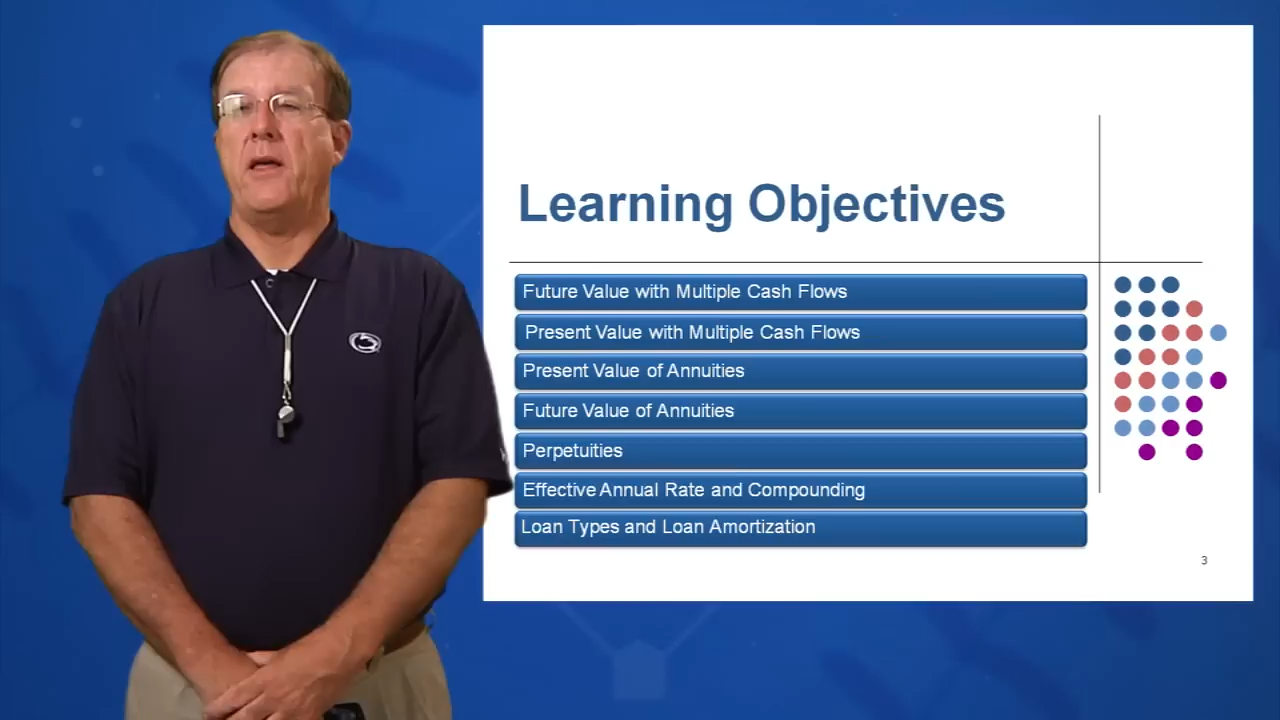 Learning Objectives
Future Value with Multiple Cash Flows
Present Value with Multiple Cash Flows
Present Value of Annuities
Future Value of Annuities
Perpetuities
Effective Annual Rate and Compounding
Loan Types and Loan Amortization
3